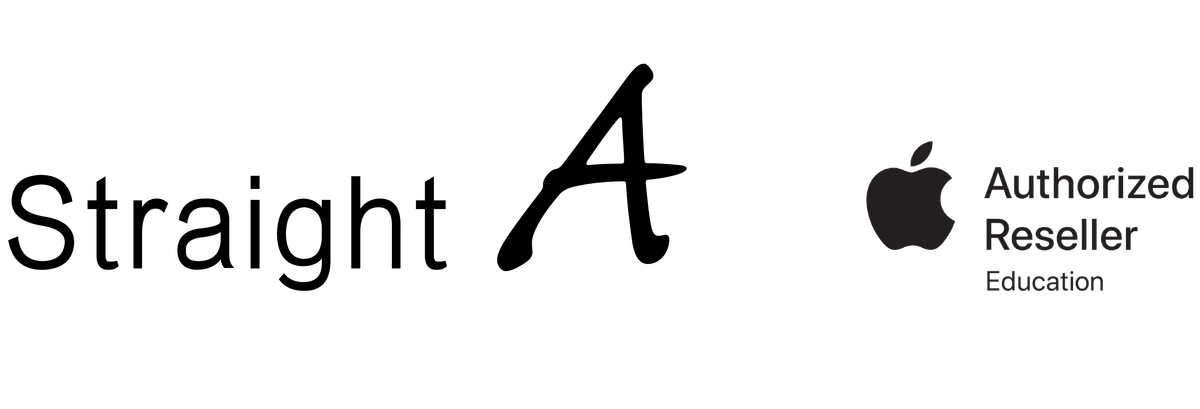 Straight A
Authorized
Reseller
Education